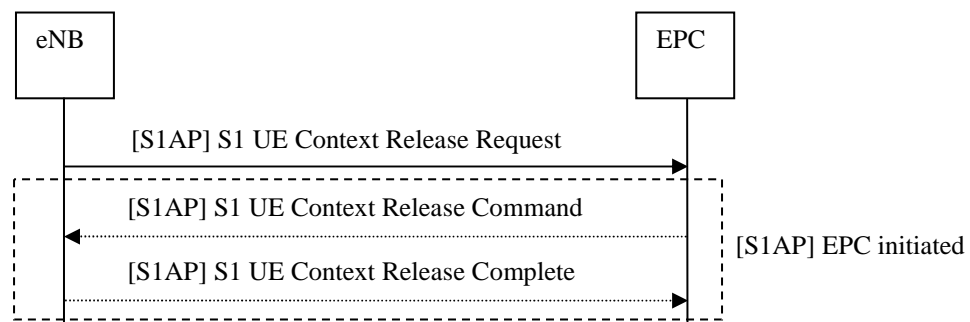 eNB
EPC
[S1AP] S1 UE Context Release Request
[S1AP] S1 UE Context Release Command
[S1AP] EPC initiated
[S1AP] S1 UE Context Release Complete